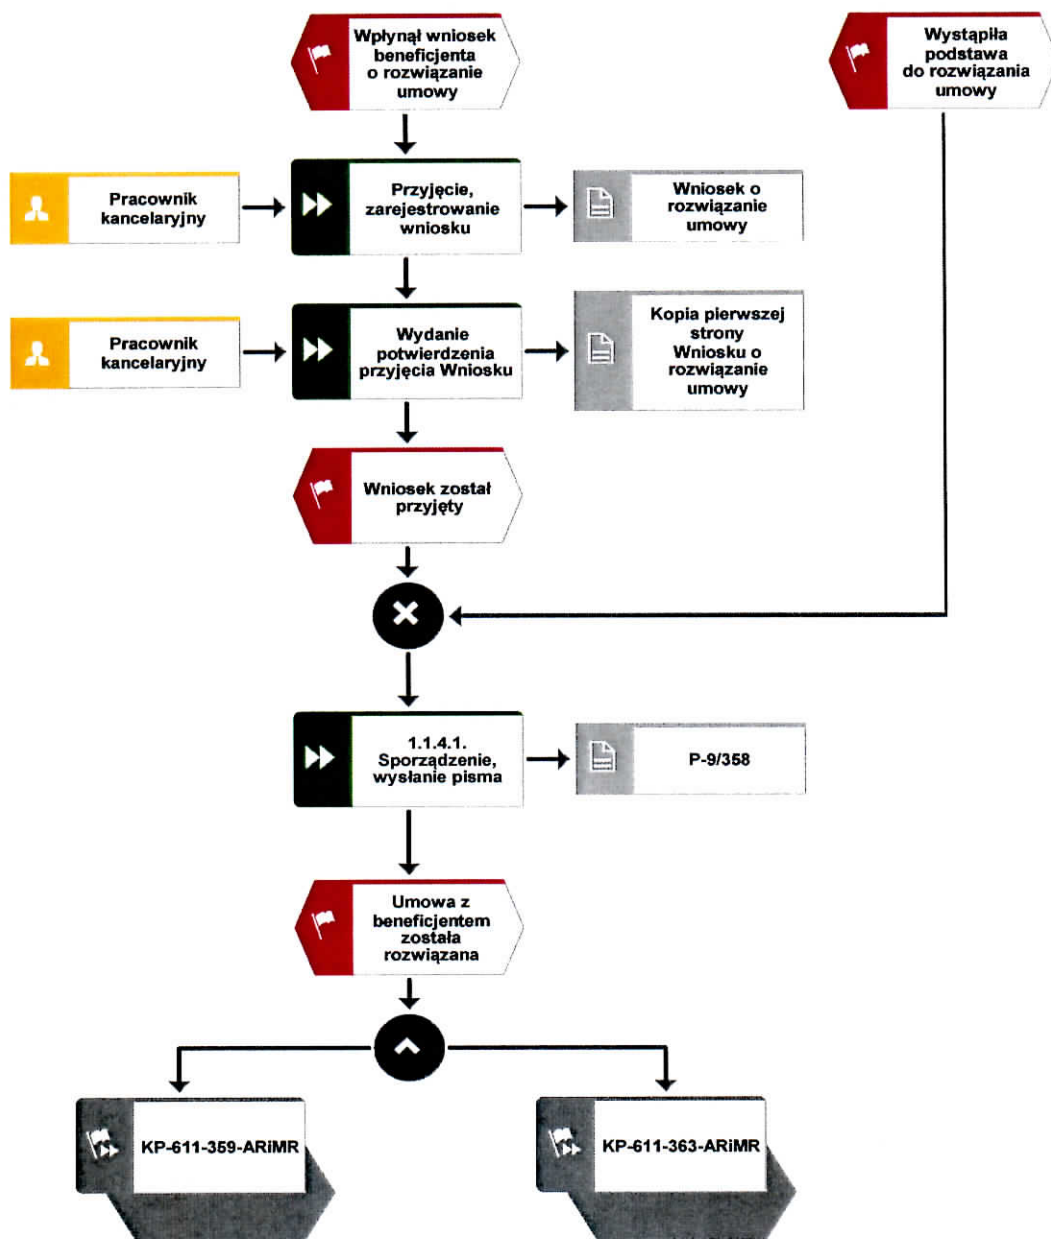 Wpłynął wniosek
beneficjenta
o rozwiązanie
umowy
Wystąpiła
podstawa
do rozwiązania
umowy
Pracownik
kancelaryjny
Przyjęcie,
zarejestrowanie
wniosku
Wniosek o
rozwiązanie
umowy
Pracownik
kancelaryjny
Wydanie
potwierdzenia
przyjęcia Wniosku
Kopia pierwszej
strony
Wniosku o
rozwiązanie
umowy
Wniosek został
przyjęty
1.1.4.1.
Sporządzenie,
wysłanie pisma
P-9/358
Umowa z
beneficjentem
została
rozwiązana
KP-611-359-ARiMR
KP-611-363-ARiMR